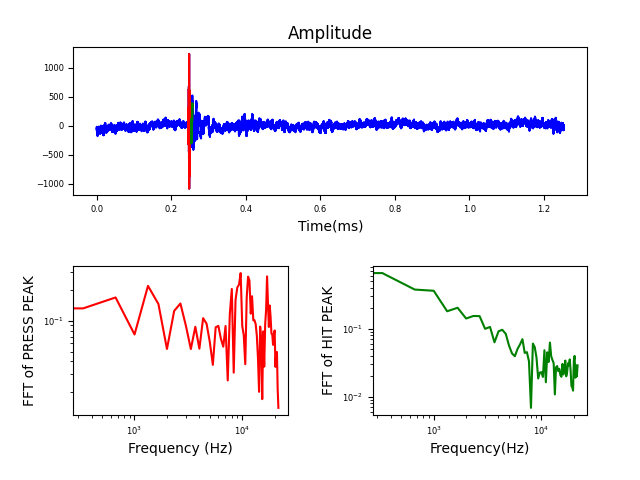 Amplitude
1000
500
0
−500
−1000
0.0 0.2 0.4 0.6 0.8 1.0 1.2
Time(ms)
FFT of PRESS PEAK
10⁻¹
10³ 10⁴
Frequency (Hz)
FFT of HIT PEAK
10⁻¹
10⁻²
10³ 10⁴
Frequency(Hz)